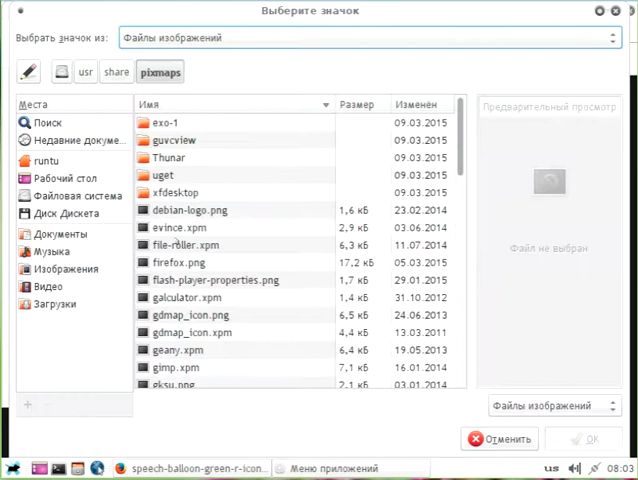 Выберите значок
Выбрать значок из: Файлы изображений
usr share pixmaps
Места
Поиск
Недавние докуме...
runtu
Рабочий стол
Файловая система
Диск Дискета
Документы
Музыка
Изображения
Видео
Загрузки
Имя Размер Изменён
exo-1 09.03.2015
guvcview 09.03.2015
Thunar 09.03.2015
uget 09.03.2015
xfdesktop 09.03.2015
debian-logo.png 1,6 кБ 23.02.2014
evince.xpm 2,9 кБ 03.06.2014
file-roller.xpm 6,3 кБ 11.07.2014
firefox.png 17,2 кБ 05.03.2015
flash-player-properties.png 1,7 кБ 29.01.2015
galculator.xpm 1,4 кБ 31.10.2012
gdmap_icon.png 6,5 кБ 24.06.2013
gdmap_icon.xpm 4,4 кБ 13.03.2011
geany.xpm 6,4 кБ 19.05.2013
gimp.xpm 7,1 кБ 16.01.2014
gksu.png 2,1 кБ 03.01.2014
Предварительный просмотр
Файл не выбран
Файлы изображений
Отменить OK
speech-balloon-green-r-icon... Меню приложений us 08:03